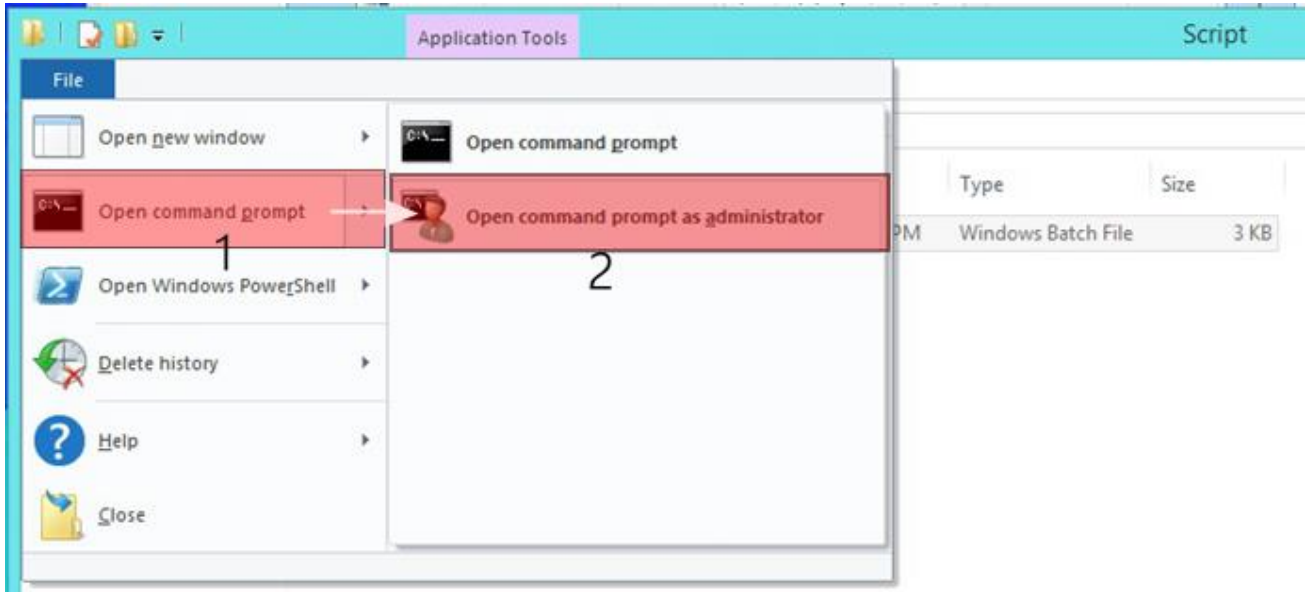 Application Tools
Script
File
Open new window
Open command prompt
Open Windows PowerShell
Delete history
Help
Close
1
Open command prompt
Open command prompt as administrator
2
Type
Size
PM
Windows Batch File
3 KB